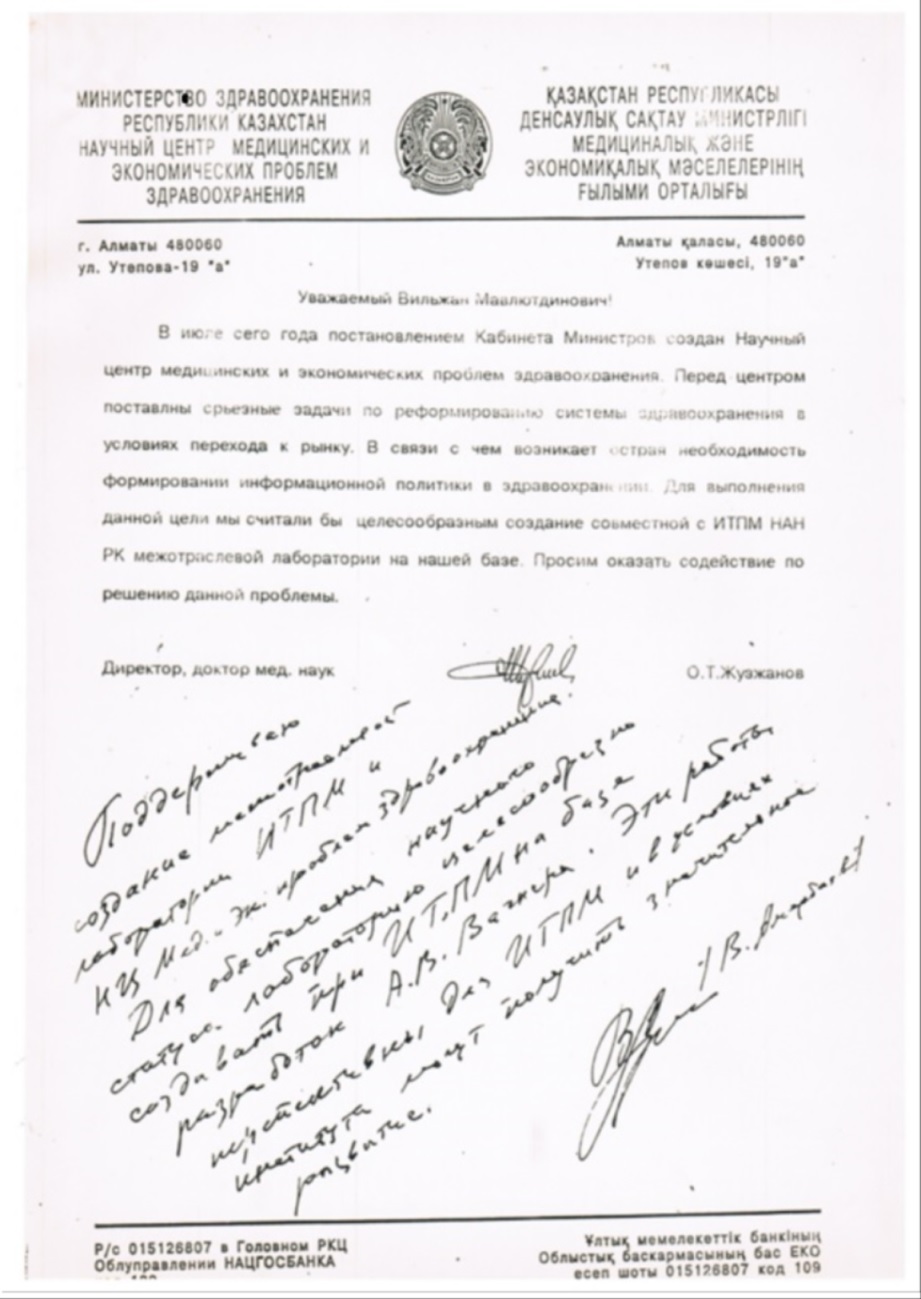 МИНИСТЕРСТВО ЗДРАВООХРАНЕНИЯ
РЕСПУБЛИКИ КАЗАХСТАН
НАУЧНЫЙ ЦЕНТР МЕДИЦИНСКИХ И
ЭКОНОМИЧЕСКИХ ПРОБЛЕМ
ЗДРАВООХРАНЕНИЯ
ҚАЗАҚСТАН РЕСПУБЛИКАСЫ
ДЕНСАУЛЫҚ САҚТАУ МИНИСТРЛІГІ
МЕДИЦИНАЛЫҚ ЖӘНЕ
ЭКОНОМИҚАЛЫҚ МӘСЕЛЕЛЕРІНІҢ
ҒЫЛЫМИ ОРТАЛЫҒЫ
г. Алматы 480060
ул. Утепова-19 "а"
Алматы қаласы, 480060
Утепов көшесі, 19"а"
Уважаемый Вильжан Мавлютдинович!
В июле сего года постановлением Кабинета Министров создан Научный
центр медицинских и экономических проблем здравоохранения. Перед центром
поставлны срьезные задачи по реформированию системы здравоохранения в
условиях перехода к рынку. В связи с чем возникает острая необходимость
формировании информационной политики в здравоохранении. Для выполнения
данной цели мы считали бы целесообразным создание совместной с ИТПМ НАН
РК межотраслевой лаборатории на нашей базе. Просим оказать содействие по
решению данной проблемы.
Директор, доктор мед. наук
О.Т.Жузжанов
Поддерживаю
создание
лаборатории ИТПМ и
НЦ Мед.-Эк. проблем здравоохранения.
Для обеспечения научного
статуса лабораторию целесообразно
создавать при ИТПМ на базе
разработок А.В. Вагнера. Эти работы
перспективны для ИТПМ и в условиях
института могут получить значительное
развитие.
Р/с 015126807 в Головном РКЦ
Облуправлении НАЦГОСБАНКА
Ұлтық мемелекеттік банкінің
Облыстық баскармасының бас ЕКО
есеп шоты 015126807 код 109